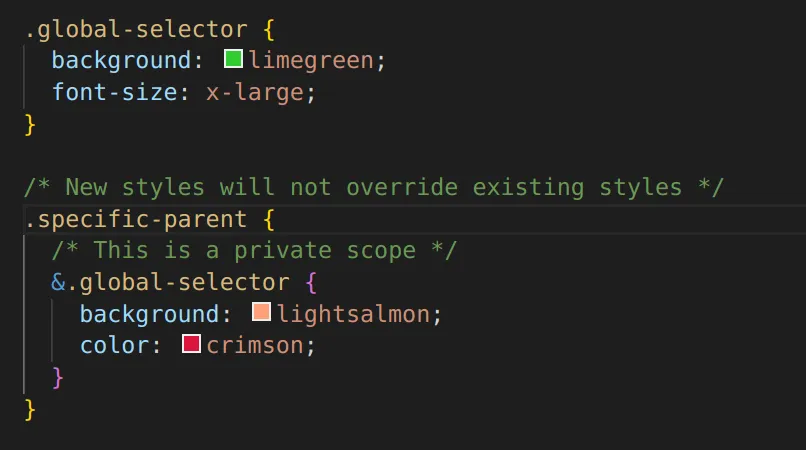 .global-selector {
  background: limegreen;
  font-size: x-large;
}

/* New styles will not override existing styles */
.specific-parent {
  /* This is a private scope */
  &.global-selector {
    background: lightsalmon;
    color: crimson;
  }
}